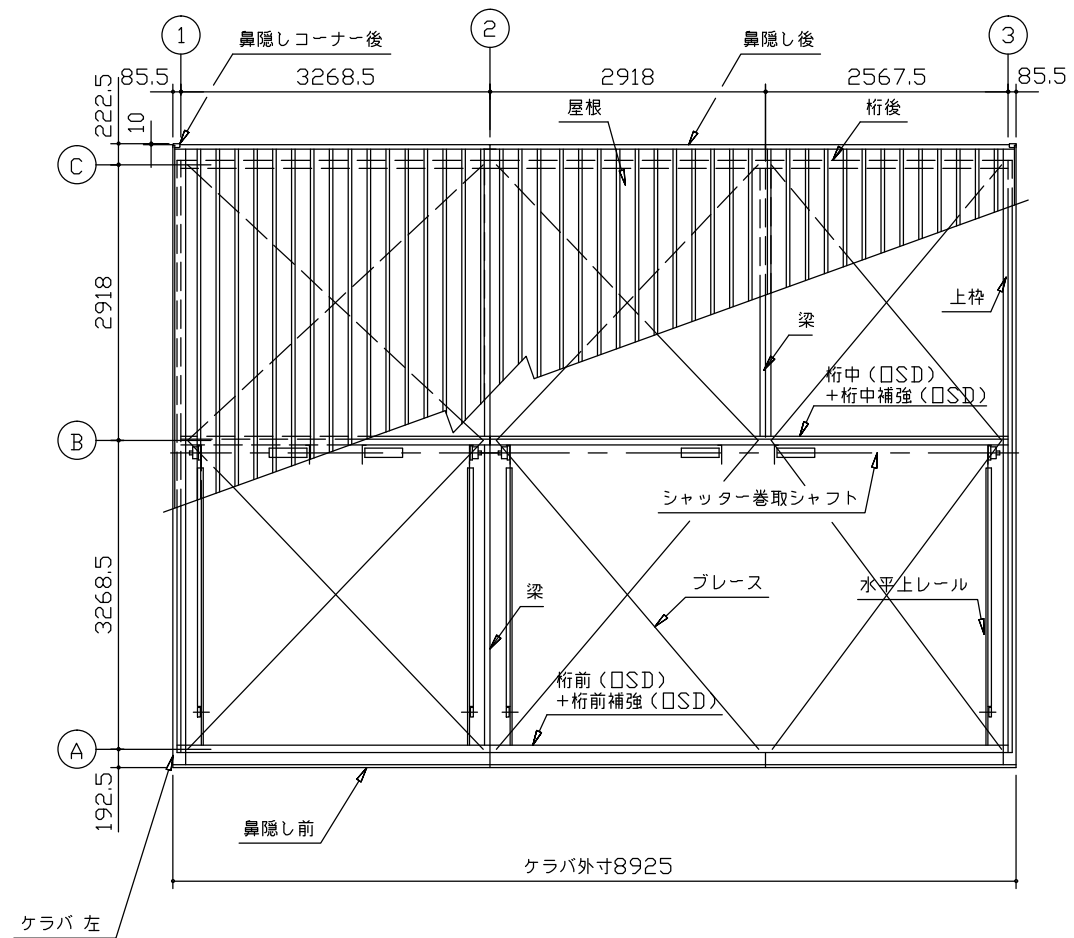 1
2
3
鼻隠しコーナー後
鼻隠し後
85.5
3268.5
2918
2567.5
85.5
222.5
10
屋根
桁後
C
2918
上枠
梁
桁中（□SD）
+桁中補強（□SD）
B
シャッター巻取シャフト
3268.5
梁
ブレース
水平上レール
桁前（□SD）
+桁前補強（□SD）
A
192.5
鼻隠し前
ケラバ外寸8925
ケラバ 左